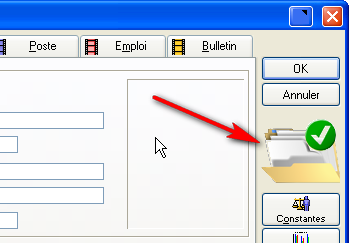 Poste
Emploi
Bulletin
OK
Annuler
Constantes